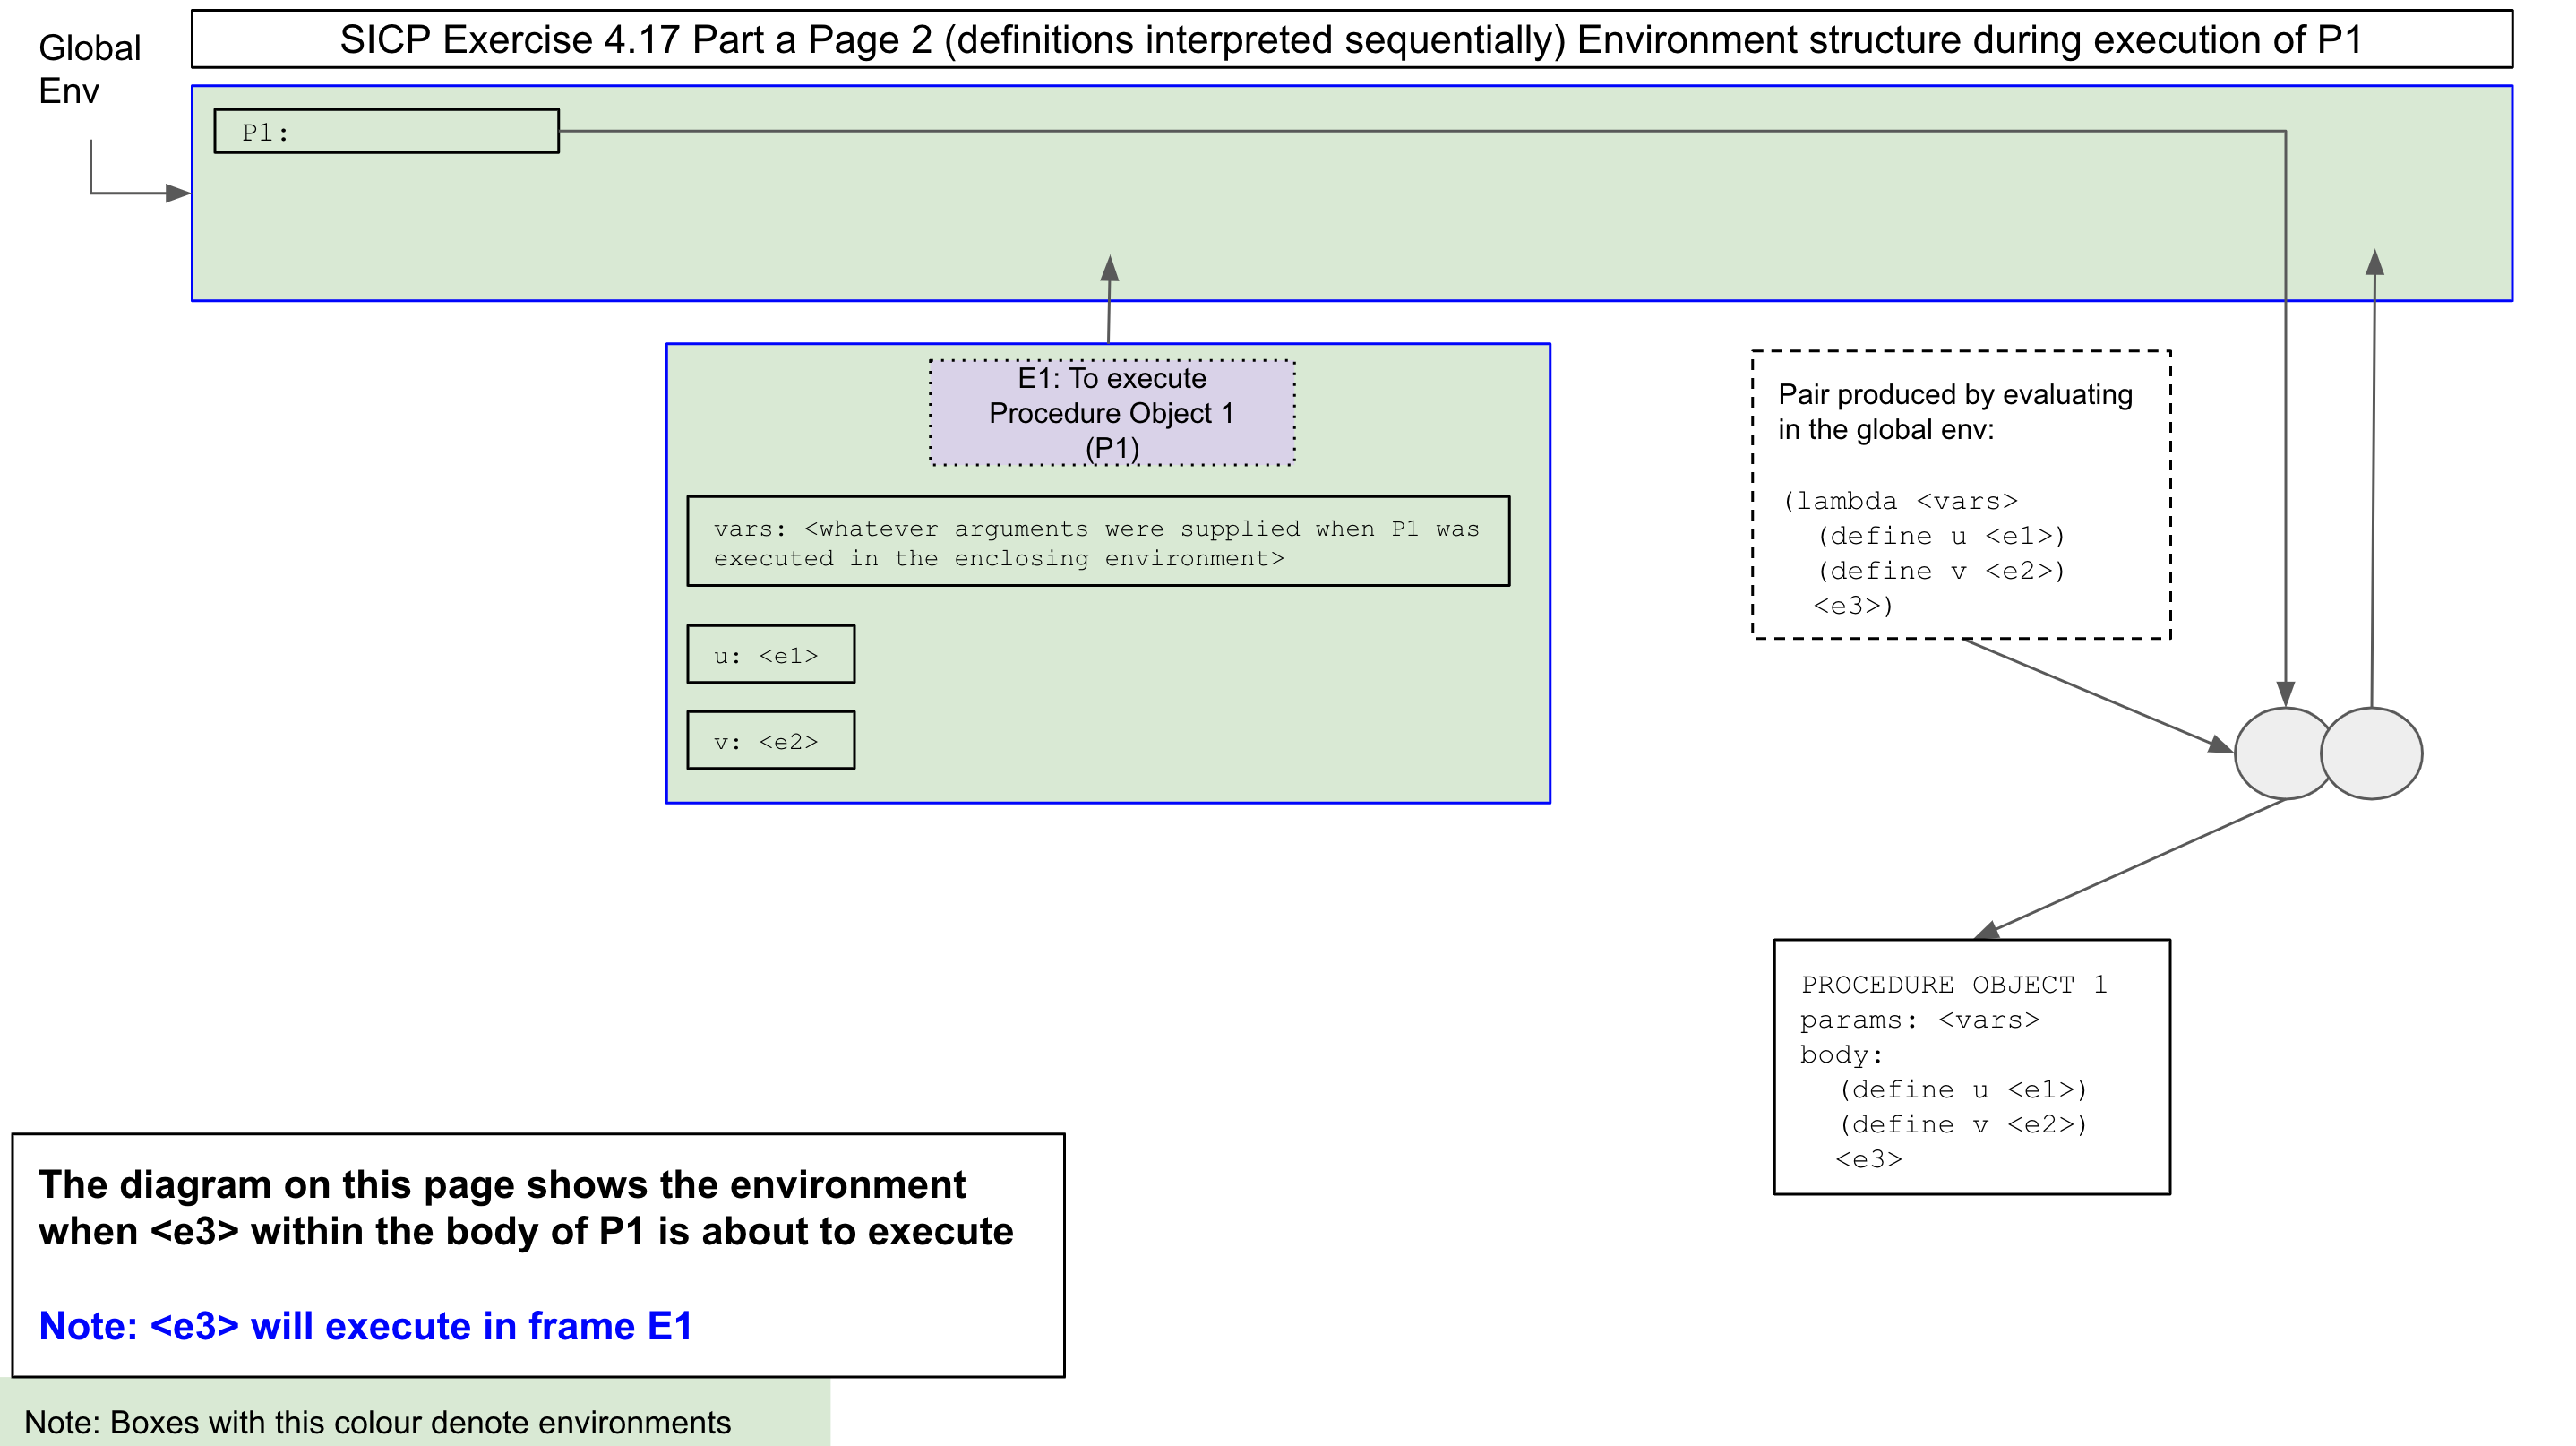 SICP Exercise 4.17 Part a Page 2 (definitions interpreted sequentially) Environment structure during execution of P1
Global
Env
P1:
E1: To execute
Procedure Object 1
(P1)
vars: <whatever arguments were supplied when P1 was
executed in the enclosing environment>
u: <e1>
v: <e2>
Pair produced by evaluating
in the global env:
(lambda <vars>
  (define u <e1>)
  (define v <e2>)
  <e3>)
PROCEDURE OBJECT 1
params: <vars>
body:
  (define u <e1>)
  (define v <e2>)
  <e3>
The diagram on this page shows the environment
when <e3> within the body of P1 is about to execute
Note: <e3> will execute in frame E1
Note: Boxes with this colour denote environments